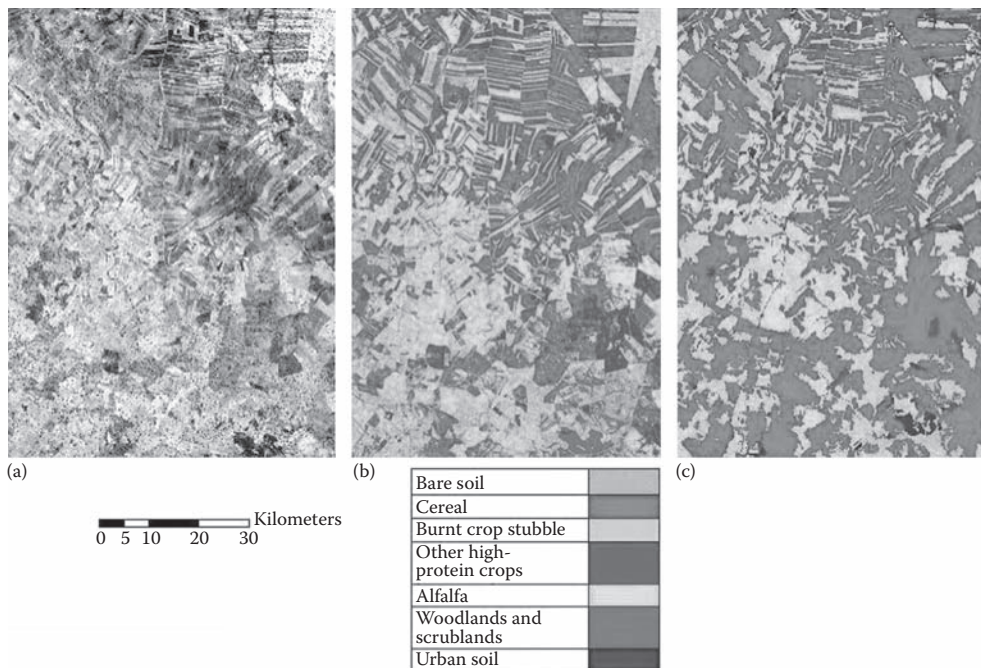 (a)
(b)
(c)
Kilometers
0 5 10 20 30
Bare soil
Cereal
Burnt crop stubble
Other high-
protein crops
Alfalfa
Woodlands and
scrublands
Urban soil